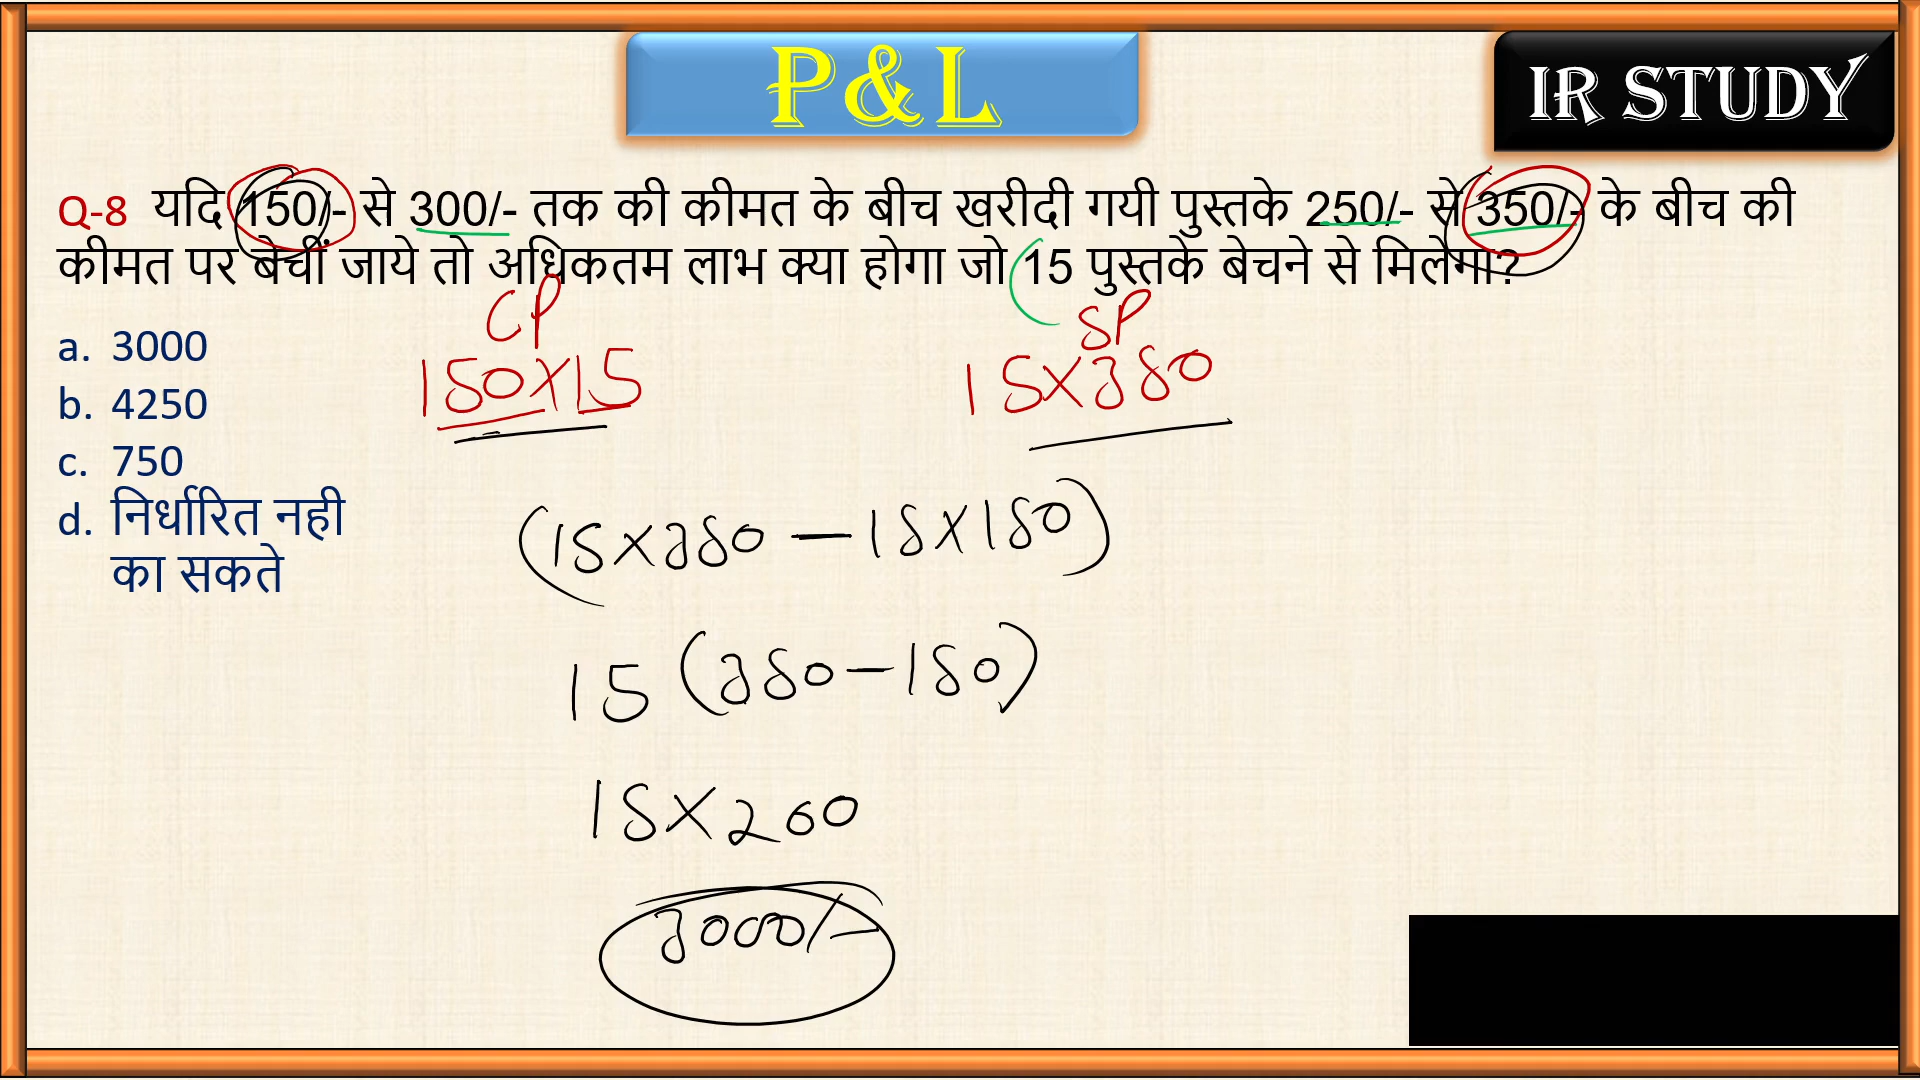 P&L
IR STUDY
Q-8 यदि 150/- से 300/- तक की कीमत के बीच खरीदी गयी पुस्तके 250/- से 350/- के बीच की
कीमत पर बेचीं जाये तो अधिकतम लाभ क्या होगा जो 15 पुस्तके बेचने से मिलेगा?
CP
SP
a. 3000
150×15
15×350
b. 4250
c. 750
d. निर्धारित नही
का सकते
(15×350 — 15×150)
15 (350-150)
15×200
3000/-